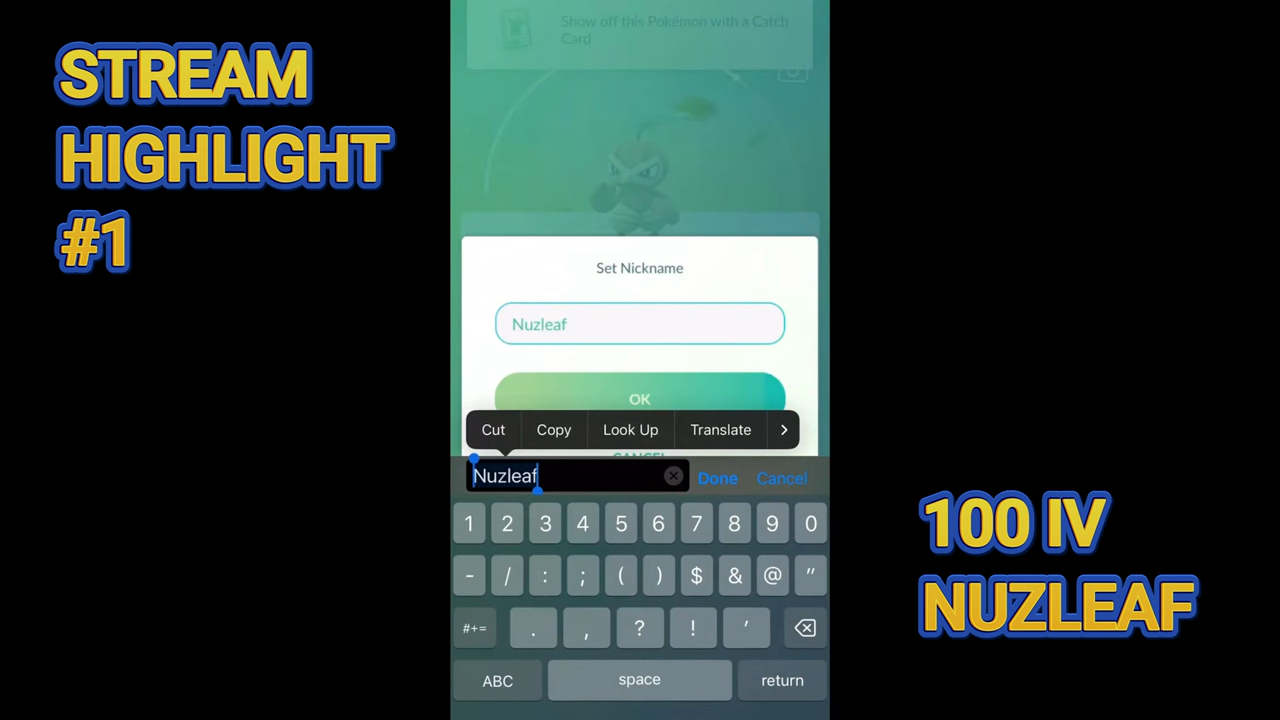 STREAM
HIGHLIGHT
#1
Show off this Pokémon with a Catch
Card
Set Nickname
Nuzleaf
OK
Cut Copy Look Up Translate
CANCEL
Nuzleaf Done Cancel
1 2 3 4 5 6 7 8 9 0
- / : ; ( ) $ & @ "
#+= . , ? ! '
ABC space return
100 IV
NUZLEAF